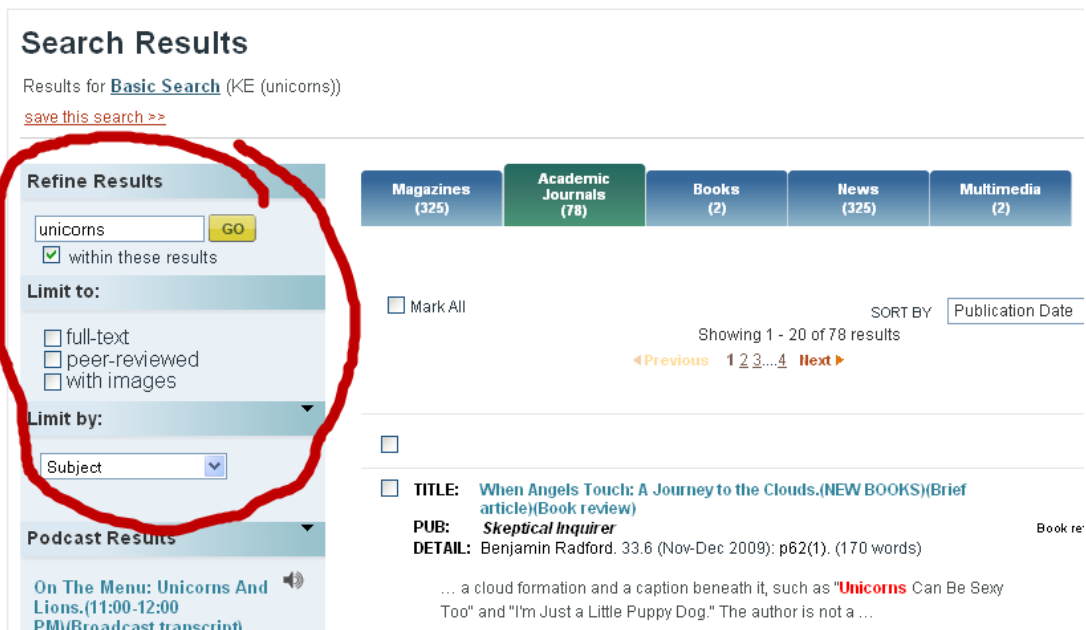 Search Results
Results for Basic Search (KE (unicorns))
save this search >>
Refine Results
unicorns GO
within these results
Limit to:
full-text
peer-reviewed
with images
Limit by:
Subject
Podcast Results
On The Menu: Unicorns And
Lions.(11:00-12:00
PM)(Broadcast transcript)
Magazines
(325)
Academic
Journals
(78)
Books
(2)
News
(325)
Multimedia
(2)
Mark All
SORT BY Publication Date
Showing 1 - 20 of 78 results
Previous 1 2 3....4 Next
TITLE: When Angels Touch: A Journey to the Clouds.(NEW BOOKS)(Brief
article)(Book review)
PUB: Skeptical Inquirer
Book
DETAIL: Benjamin Radford. 33.6 (Nov-Dec 2009): p62(1). (170 words)
… a cloud formation and a caption beneath it, such as "Unicorns Can Be Sexy
Too" and "I'm Just a Little Puppy Dog." The author is not a …